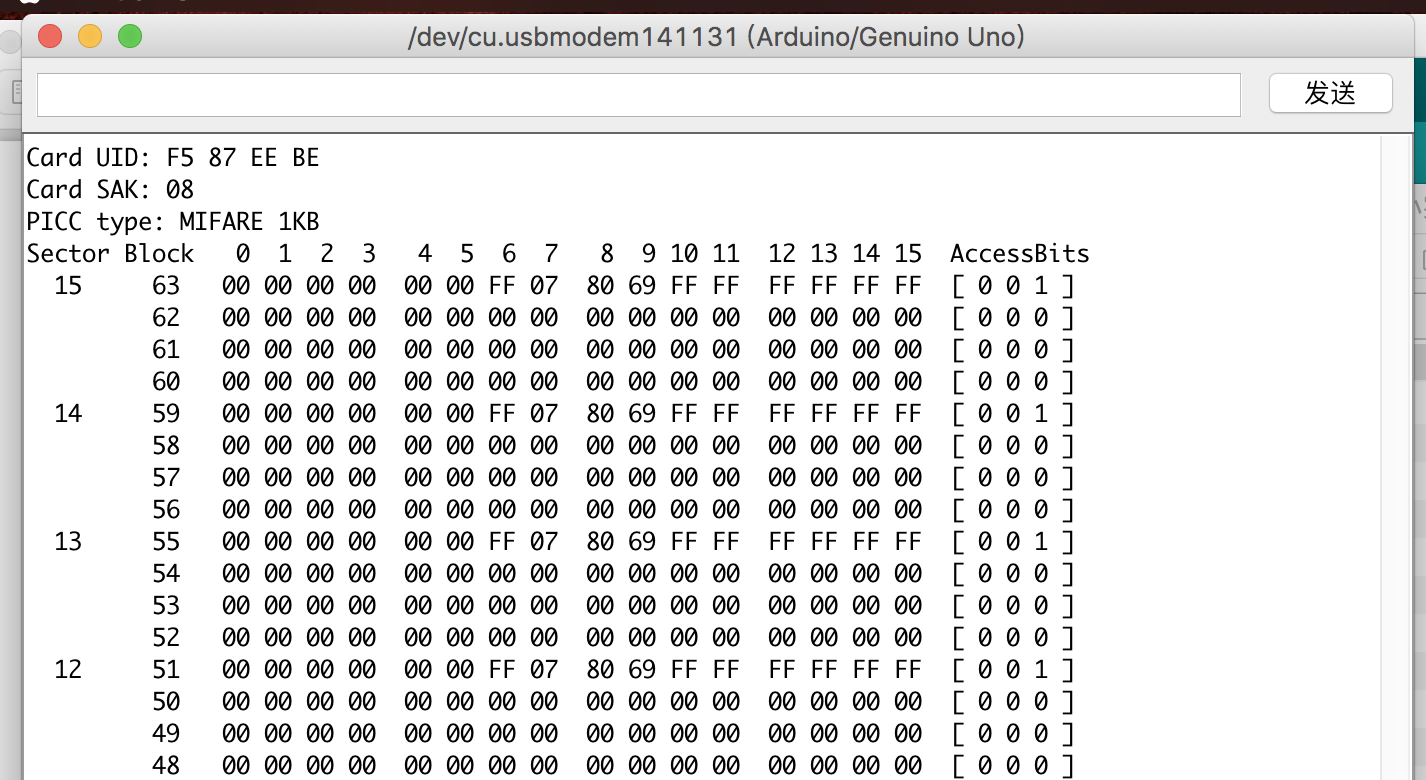 /dev/cu.usbmodem141131 (Arduino/Genuino Uno)
发送
Card UID: F5 87 EE BE
Card SAK: 08
PICC type: MIFARE 1KB
Sector Block 0 1 2 3 4 5 6 7 8 9 10 11 12 13 14 15 AccessBits
15 63 00 00 00 00 00 00 FF 07 80 69 FF FF FF FF FF FF [ 0 0 1 ]
62 00 00 00 00 00 00 00 00 00 00 00 00 00 00 00 00 [ 0 0 0 ]
61 00 00 00 00 00 00 00 00 00 00 00 00 00 00 00 00 [ 0 0 0 ]
60 00 00 00 00 00 00 00 00 00 00 00 00 00 00 00 00 [ 0 0 0 ]
14 59 00 00 00 00 00 00 FF 07 80 69 FF FF FF FF FF FF [ 0 0 1 ]
58 00 00 00 00 00 00 00 00 00 00 00 00 00 00 00 00 [ 0 0 0 ]
57 00 00 00 00 00 00 00 00 00 00 00 00 00 00 00 00 [ 0 0 0 ]
56 00 00 00 00 00 00 00 00 00 00 00 00 00 00 00 00 [ 0 0 0 ]
13 55 00 00 00 00 00 00 FF 07 80 69 FF FF FF FF FF FF [ 0 0 1 ]
54 00 00 00 00 00 00 00 00 00 00 00 00 00 00 00 00 [ 0 0 0 ]
53 00 00 00 00 00 00 00 00 00 00 00 00 00 00 00 00 [ 0 0 0 ]
52 00 00 00 00 00 00 00 00 00 00 00 00 00 00 00 00 [ 0 0 0 ]
12 51 00 00 00 00 00 00 FF 07 80 69 FF FF FF FF FF FF [ 0 0 1 ]
50 00 00 00 00 00 00 00 00 00 00 00 00 00 00 00 00 [ 0 0 0 ]
49 00 00 00 00 00 00 00 00 00 00 00 00 00 00 00 00 [ 0 0 0 ]
48 00 00 00 00 00 00 00 00 00 00 00 00 00 00 00 00 [ 0 0 0 ]